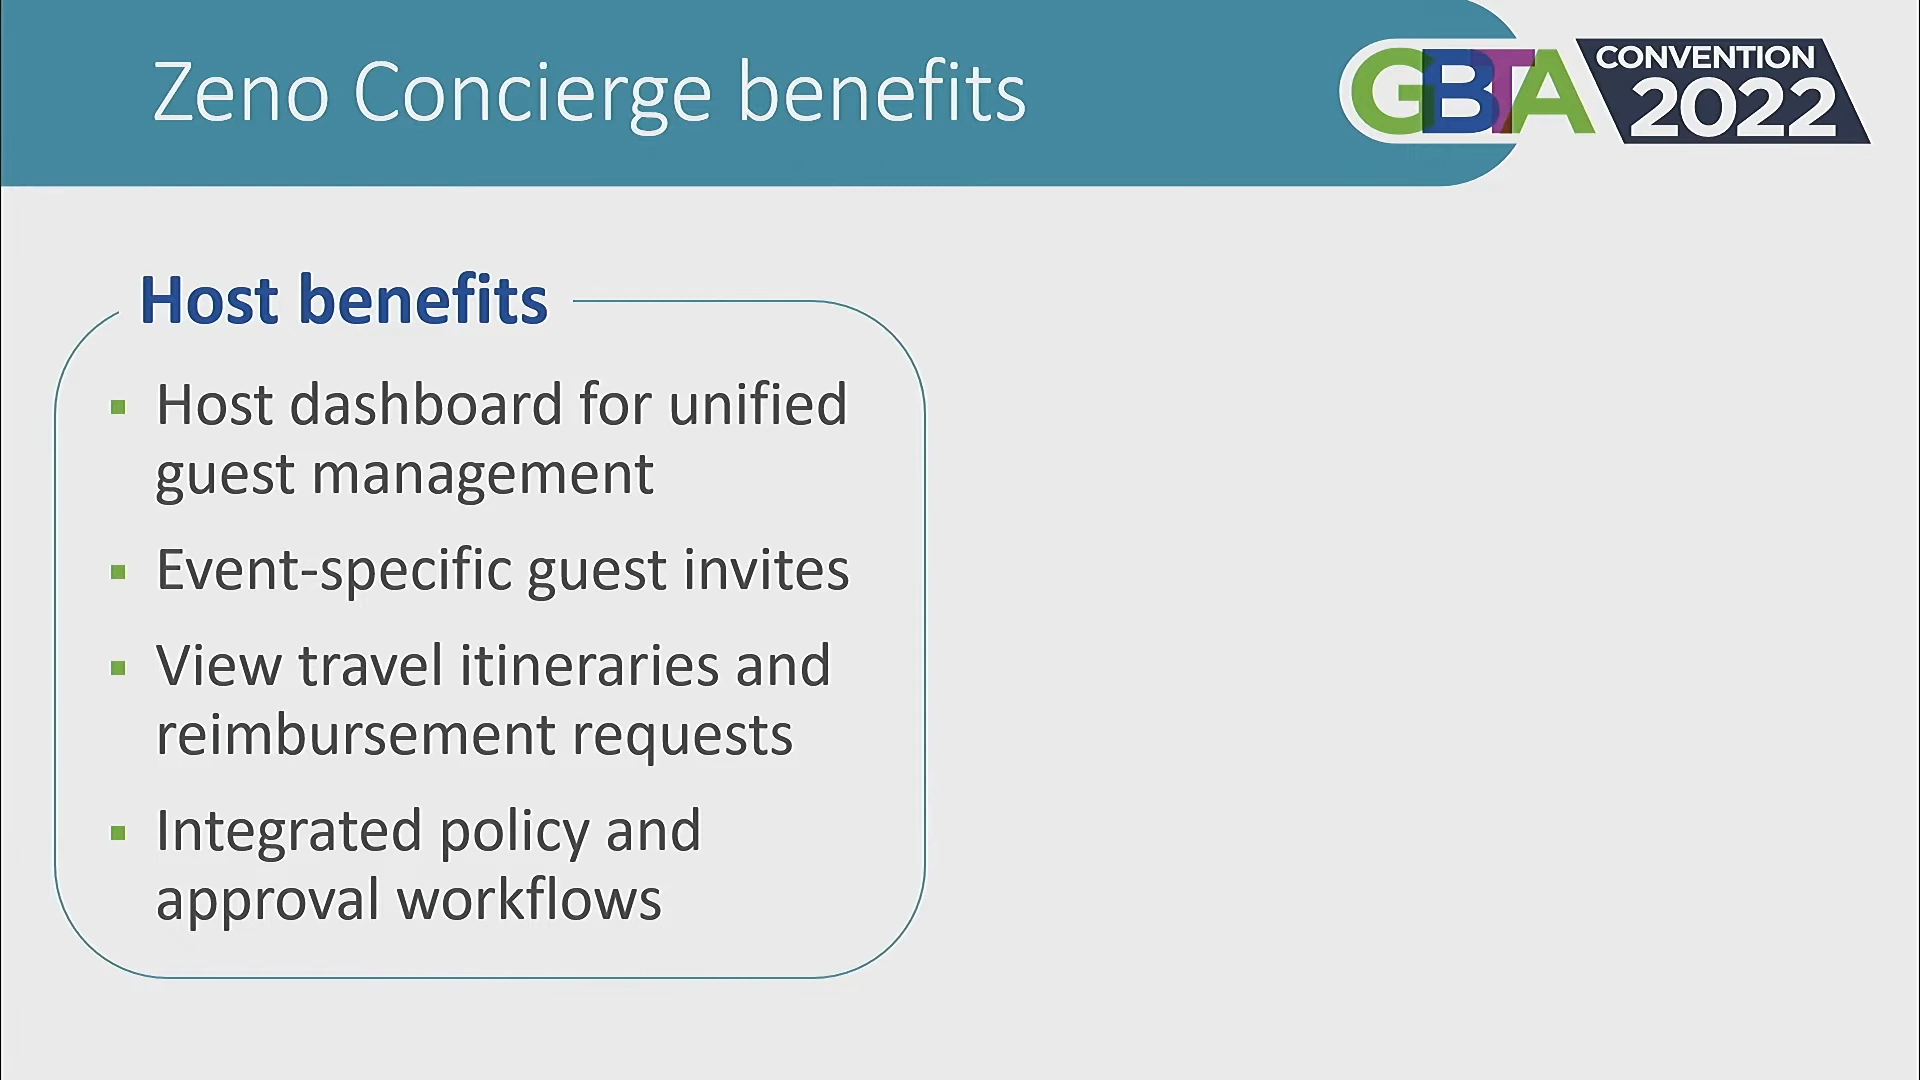 Zeno Concierge benefits
GBTA
CONVENTION
2022
Host benefits
Host dashboard for unified
guest management
Event-specific guest invites
View travel itineraries and
reimbursement requests
Integrated policy and
approval workflows